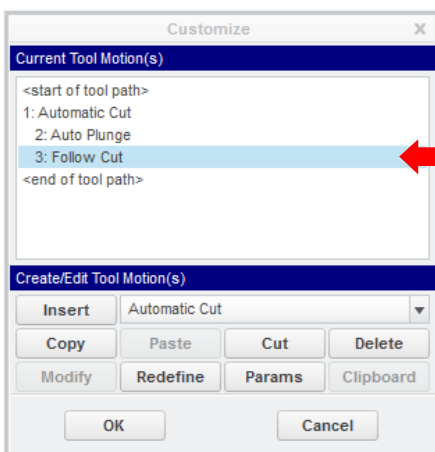 Customize X
Current Tool Motion(s)
<start of tool path>
1: Automatic Cut
2: Auto Plunge
3: Follow Cut
<end of tool path>
Create/Edit Tool Motion(s)
Insert Automatic Cut
Copy Paste Cut Delete
Modify Redefine Params Clipboard
OK Cancel